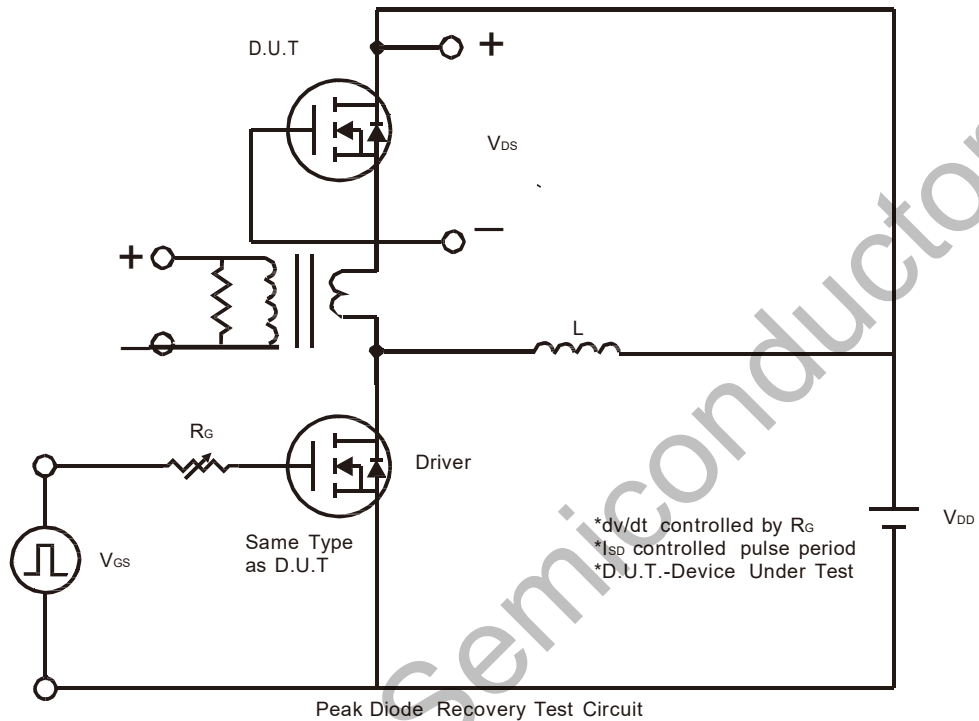 D.U.T
+
VDS
−
+
−
L
RG
Driver
VGS
Same Type
as D.U.T
*dv/dt controlled by RG
*ISD controlled pulse period
*D.U.T.-Device Under Test
VDD
Semiconductor
Peak Diode Recovery Test Circuit